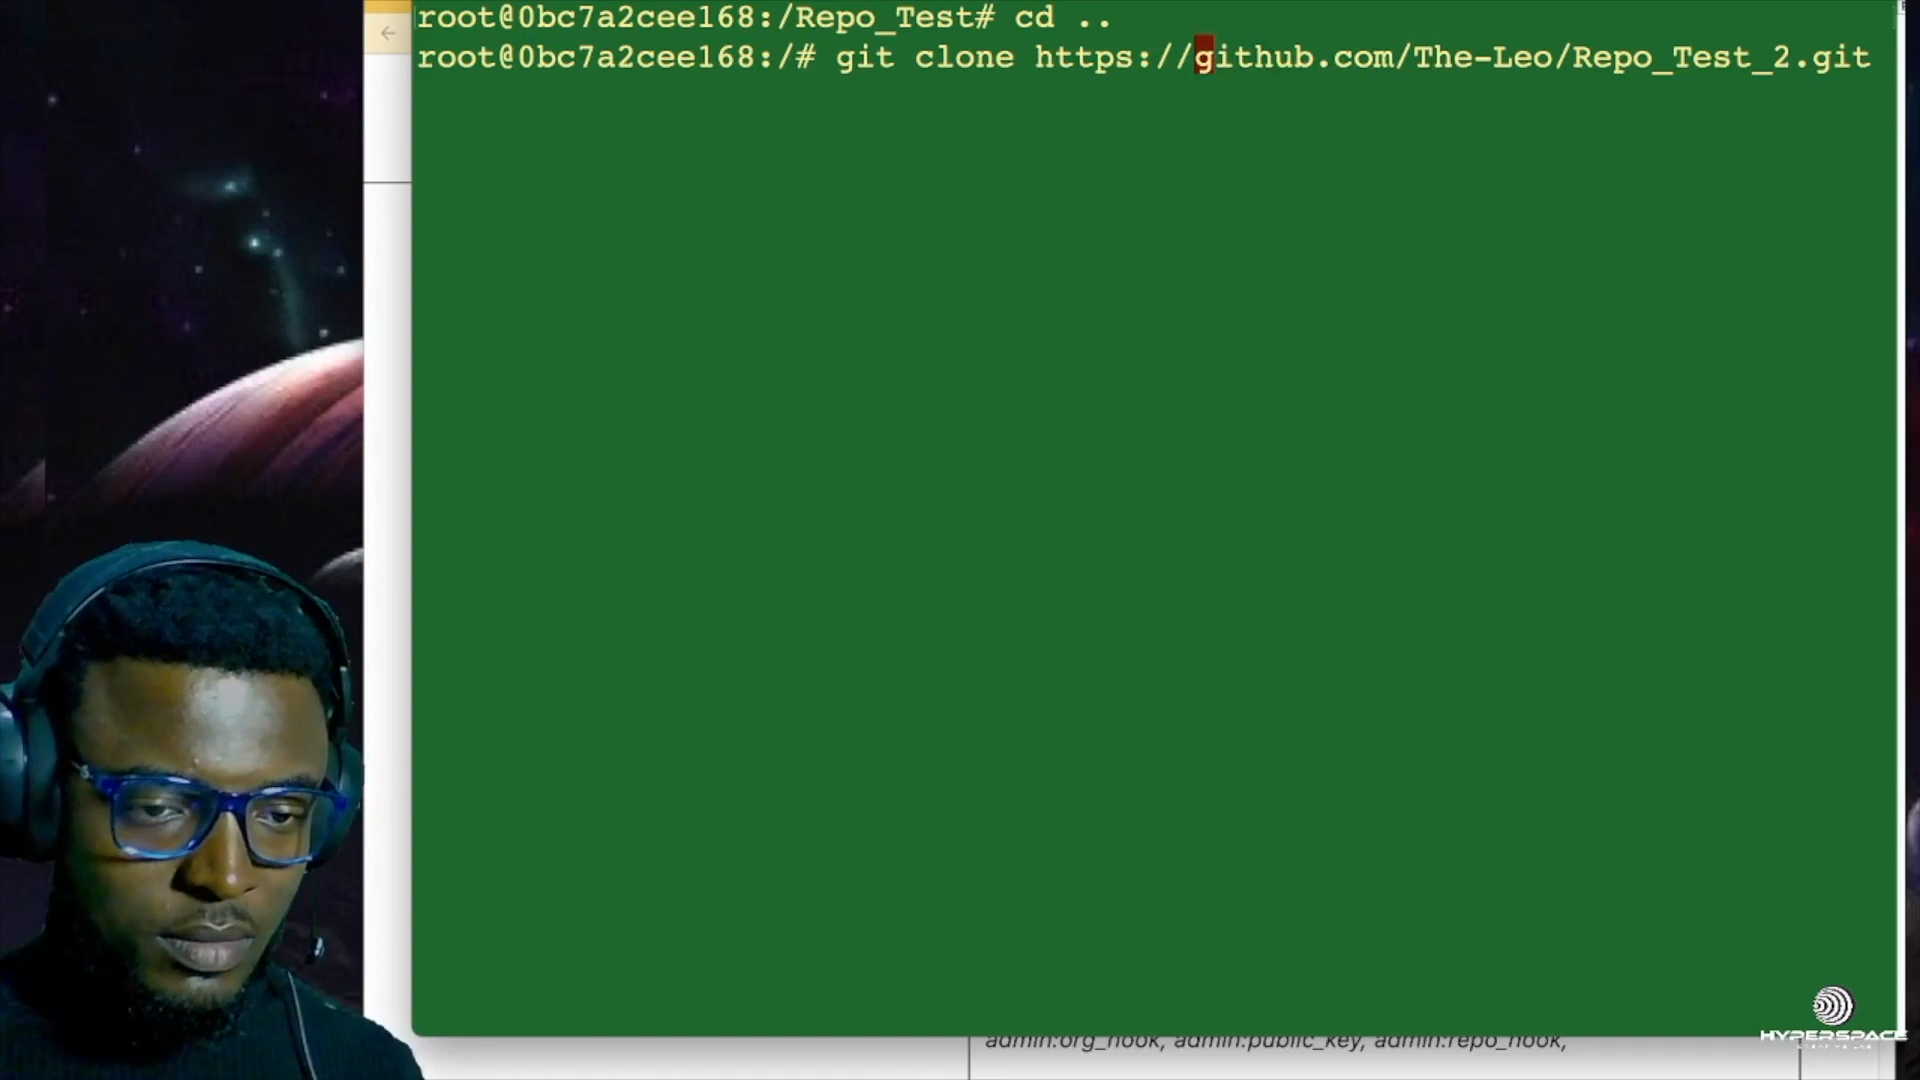 root@0bc7a2cee168:/Repo_Test# cd ..
root@0bc7a2cee168:/# git clone https://github.com/The-Leo/Repo_Test_2.git
admin:org_hook, admin:public_key, admin:repo_hook,
HYPERSPACE